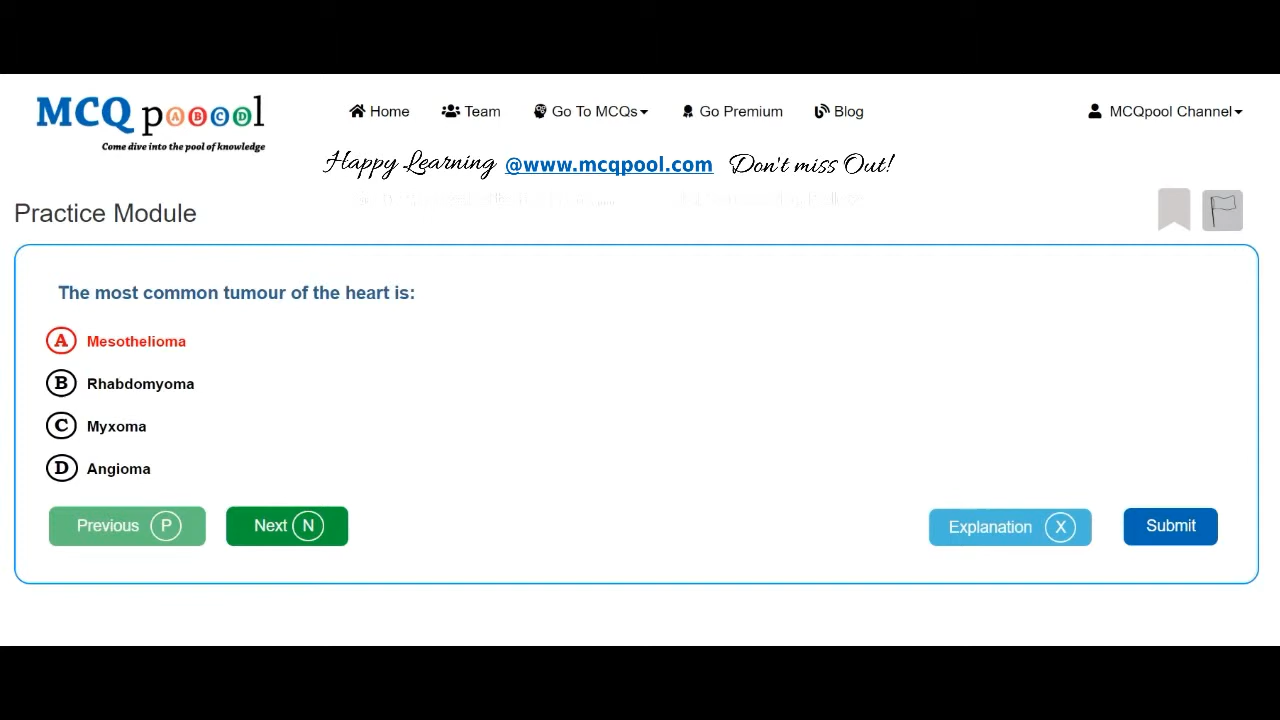 MCQ pooool
Come dive into the pool of knowledge
Home Team Go To MCQs Go Premium Blog MCQpool Channel
Happy Learning @www.mcqpool.com Don't miss Out!
Practice Module
The most common tumour of the heart is:
A Mesothelioma
B Rhabdomyoma
C Myxoma
D Angioma
Previous P Next N Explanation X Submit